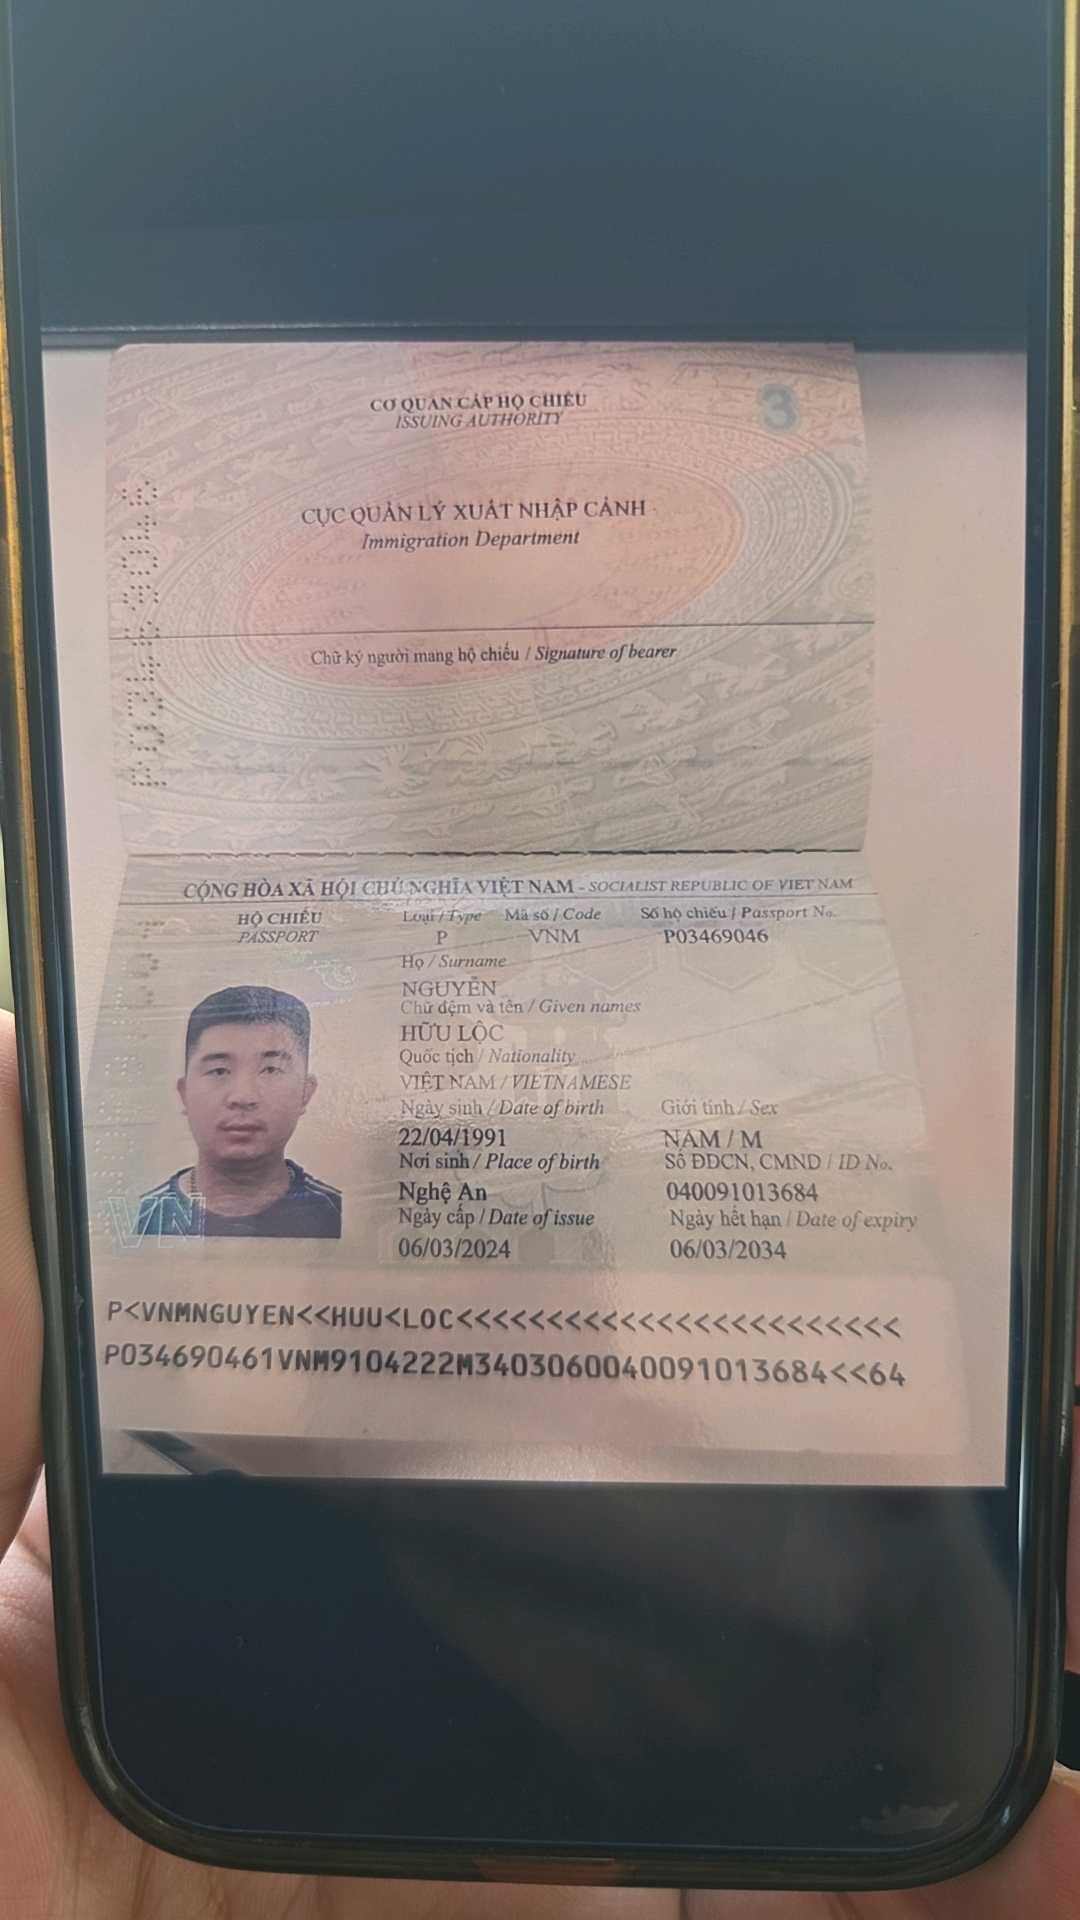 CƠ QUAN CẤP HỘ CHIẾU
ISSUING AUTHORITY
3
CỤC QUẢN LÝ XUẤT NHẬP CẢNH
Immigration Department
Chữ ký người mang hộ chiếu / Signature of bearer
CỘNG HÒA XÃ HỘI CHỦ NGHĨA VIỆT NAM - SOCIALIST REPUBLIC OF VIET NAM
HỘ CHIẾU Loại / Type Mã số / Code Số hộ chiếu / Passport No.
PASSPORT P VNM P03469046
Họ / Surname
NGUYỄN
Chữ đệm và tên / Given names
HỮU LỘC
Quốc tịch / Nationality
VIỆT NAM / VIETNAMESE
Ngày sinh / Date of birth Giới tính / Sex
22/04/1991 NAM / M
Nơi sinh / Place of birth Số ĐDCN, CMND / ID No.
Nghệ An 040091013684
Ngày cấp / Date of issue Ngày hết hạn / Date of expiry
06/03/2024 06/03/2034
VN
P<VNMNGUYEN<<HUU<LOC<<<<<<<<<<<<<<<<<<<<<<<<
P034690461VNM9104222M3403060040091013684<<64